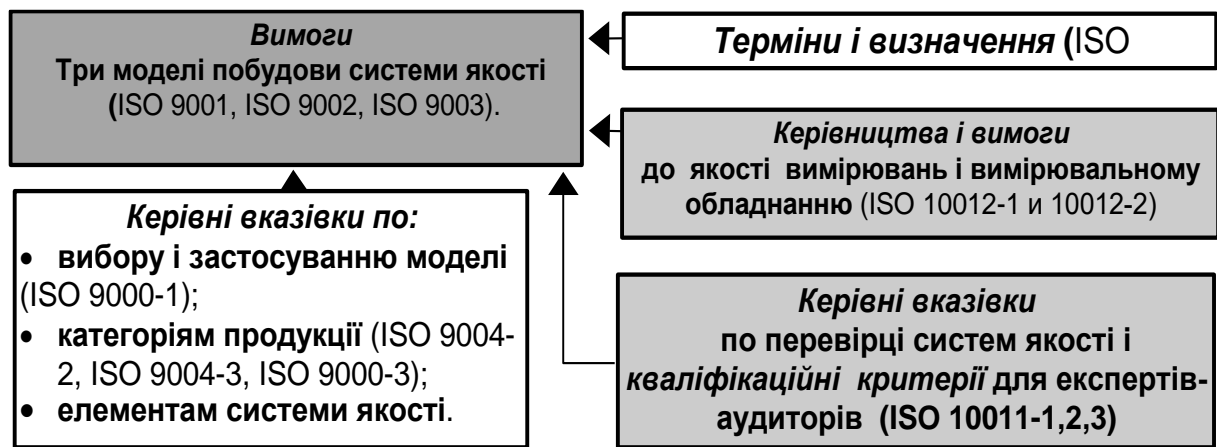 Вимоги
Три моделі побудови системи якості
(ISO 9001, ISO 9002, ISO 9003).
Терміни і визначення (ISO
Керівництва і вимоги
до якості вимірювань і вимірювальному
обладнанню (ISO 10012-1 и 10012-2)
Керівні вказівки по:
• вибору і застосуванню моделі
(ISO 9000-1);
• категоріям продукції (ISO 9004-
2, ISO 9004-3, ISO 9000-3);
• елементам системи якості.
Керівні вказівки
по перевірці систем якості і
кваліфікаційні критерії для експертів-
аудиторів (ISO 10011-1,2,3)